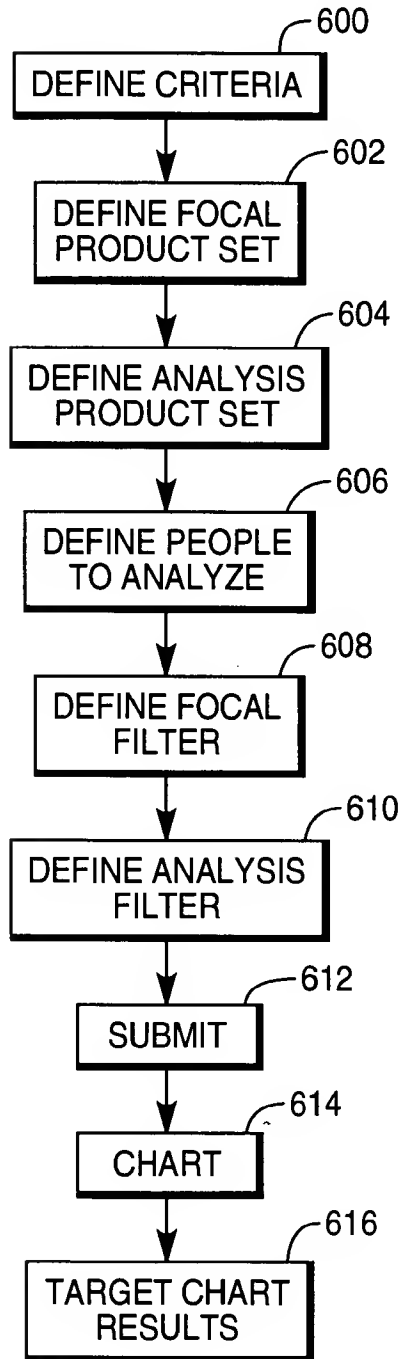 600
DEFINE CRITERIA
602
DEFINE FOCAL
PRODUCT SET
604
DEFINE ANALYSIS
PRODUCT SET
606
DEFINE PEOPLE
TO ANALYZE
608
DEFINE FOCAL
FILTER
610
DEFINE ANALYSIS
FILTER
612
SUBMIT
614
CHART
616
TARGET CHART
RESULTS